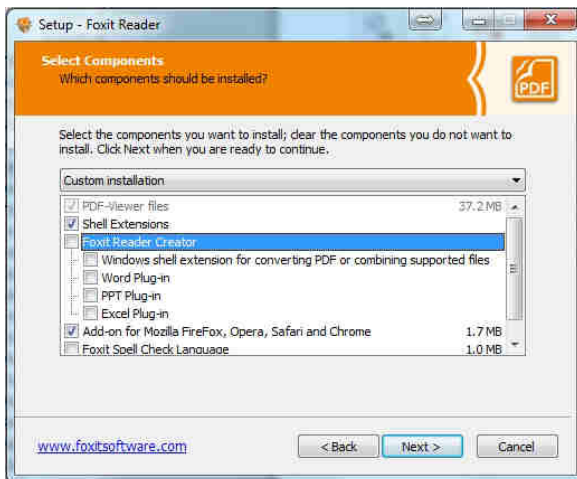 Setup - Foxit Reader
Select Components
Which components should be installed?
PDF
Select the components you want to install; clear the components you do not want to
install. Click Next when you are ready to continue.
Custom installation
PDF-Viewer files 37.2 MB
Shell Extensions
Foxit Reader Creator
Windows shell extension for converting PDF or combining supported files
Word Plug-in
PPT Plug-in
Excel Plug-in
Add-on for Mozilla FireFox, Opera, Safari and Chrome 1.7 MB
Foxit Spell Check Language 1.0 MB
www.foxitsoftware.com
< Back Next > Cancel